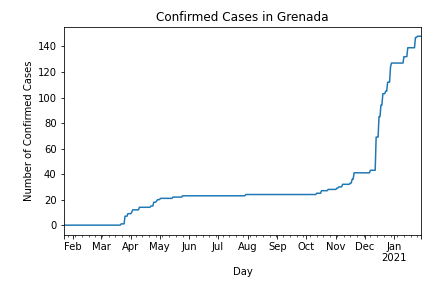 Confirmed Cases in Grenada
Number of Confirmed Cases
140
120
100
80
60
40
20
0
Feb Mar Apr May Jun Jul Aug Sep Oct Nov Dec Jan
2021
Day